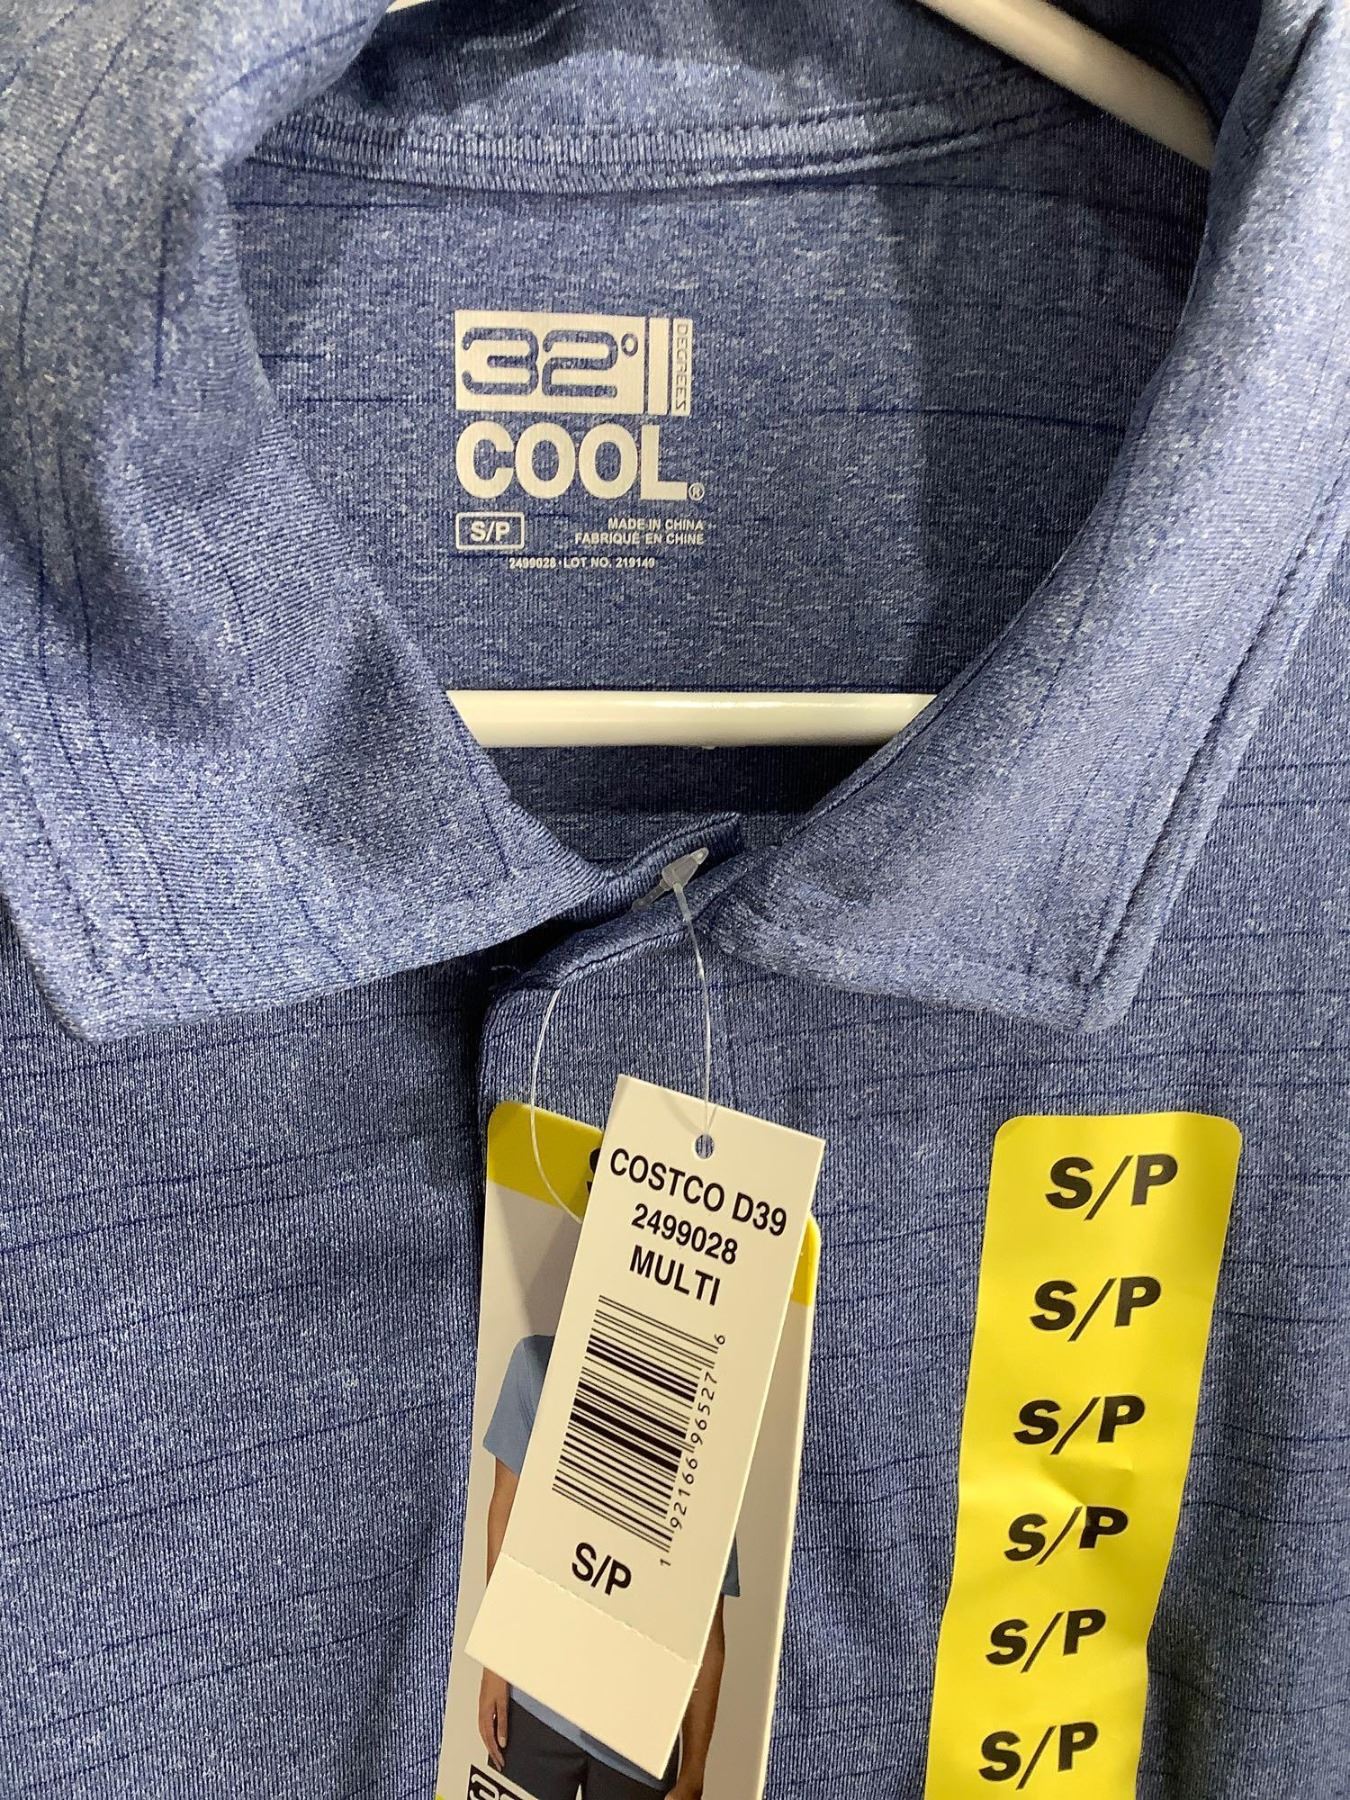 32°
DEGREES
COOL®
S/P
MADE IN CHINA
FABRIQUÉ EN CHINE
2499028 • LOT NO. 219149
COSTCO D39
2499028
MULTI
1 92166 96527 6
S/P
S/P
S/P
S/P
S/P
S/P
S/P